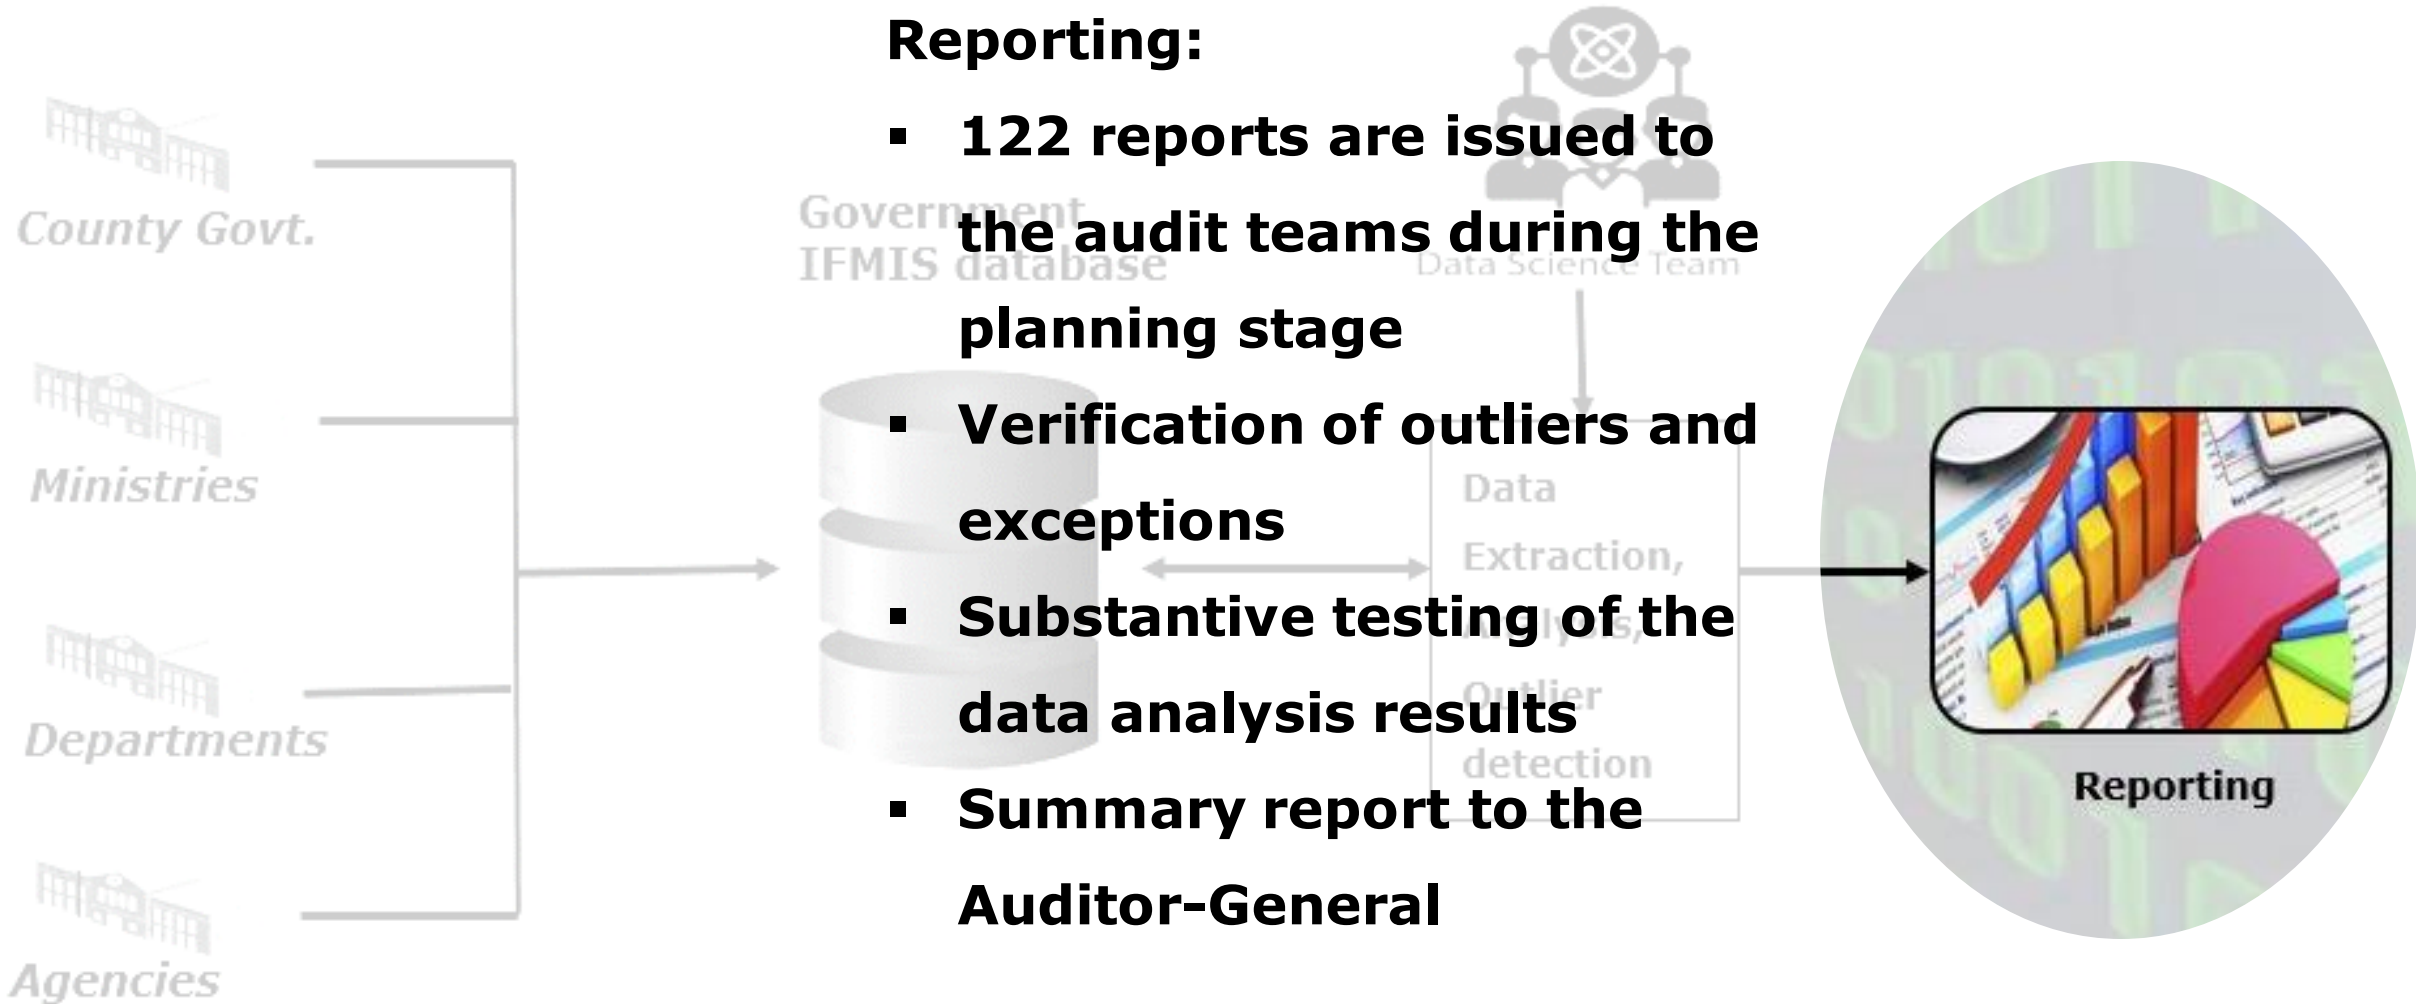 Reporting:
▪ 122 reports are issued to
the audit teams during the
planning stage
▪ Verification of outliers and
exceptions
▪ Substantive testing of the
data analysis results
▪ Summary report to the
Auditor-General
County Govt.
Ministries
Departments
Agencies
Government
IFMIS database
Data Science Team
Data
Extraction,
Analysis,
Outlier
detection
Reporting